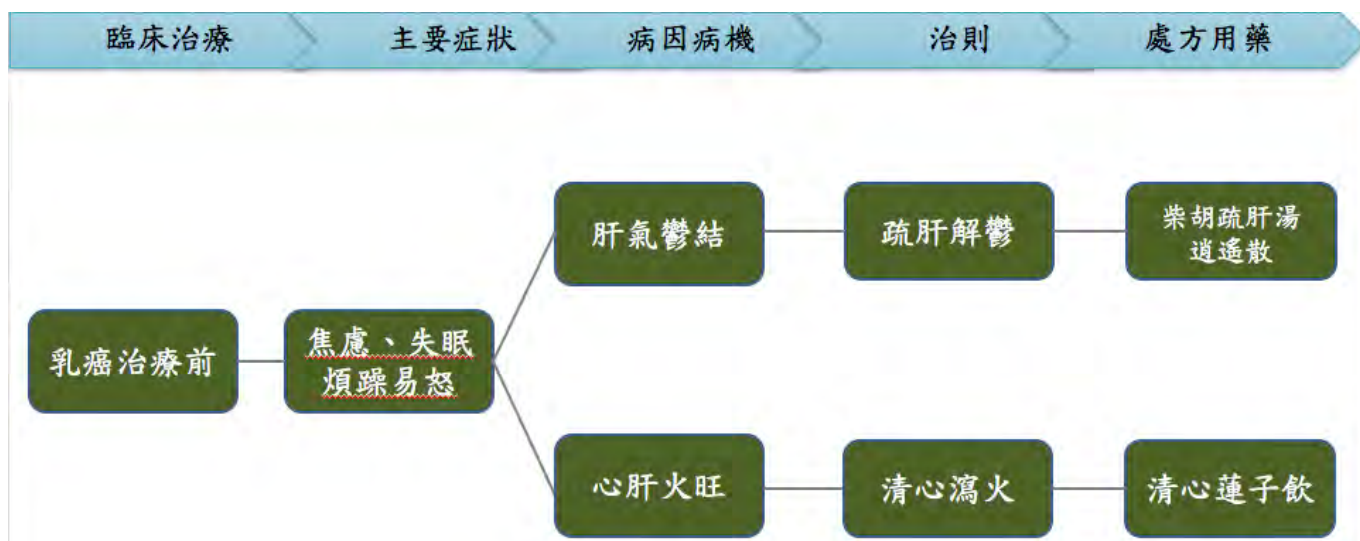 臨床治療
主要症狀
病因病機
治則
處方用藥
肝氣鬱結
疏肝解鬱
柴胡疏肝湯
逍遙散
乳癌治療前
焦慮、失眠
煩躁易怒
心肝火旺
清心瀉火
清心蓮子飲